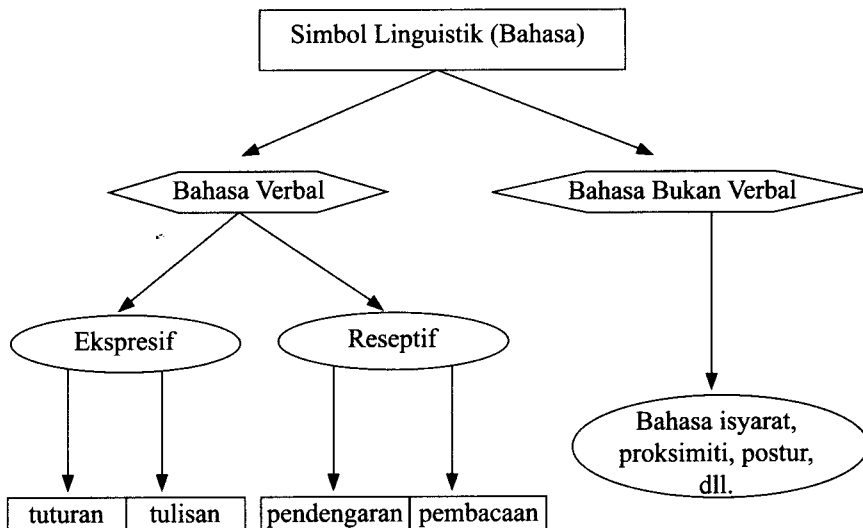 Simbol Linguistik (Bahasa)
Bahasa Verbal
Bahasa Bukan Verbal
Ekspresif
Reseptif
Bahasa isyarat,
proksimiti, postur,
dll.
tuturan
tulisan
pendengaran
pembacaan